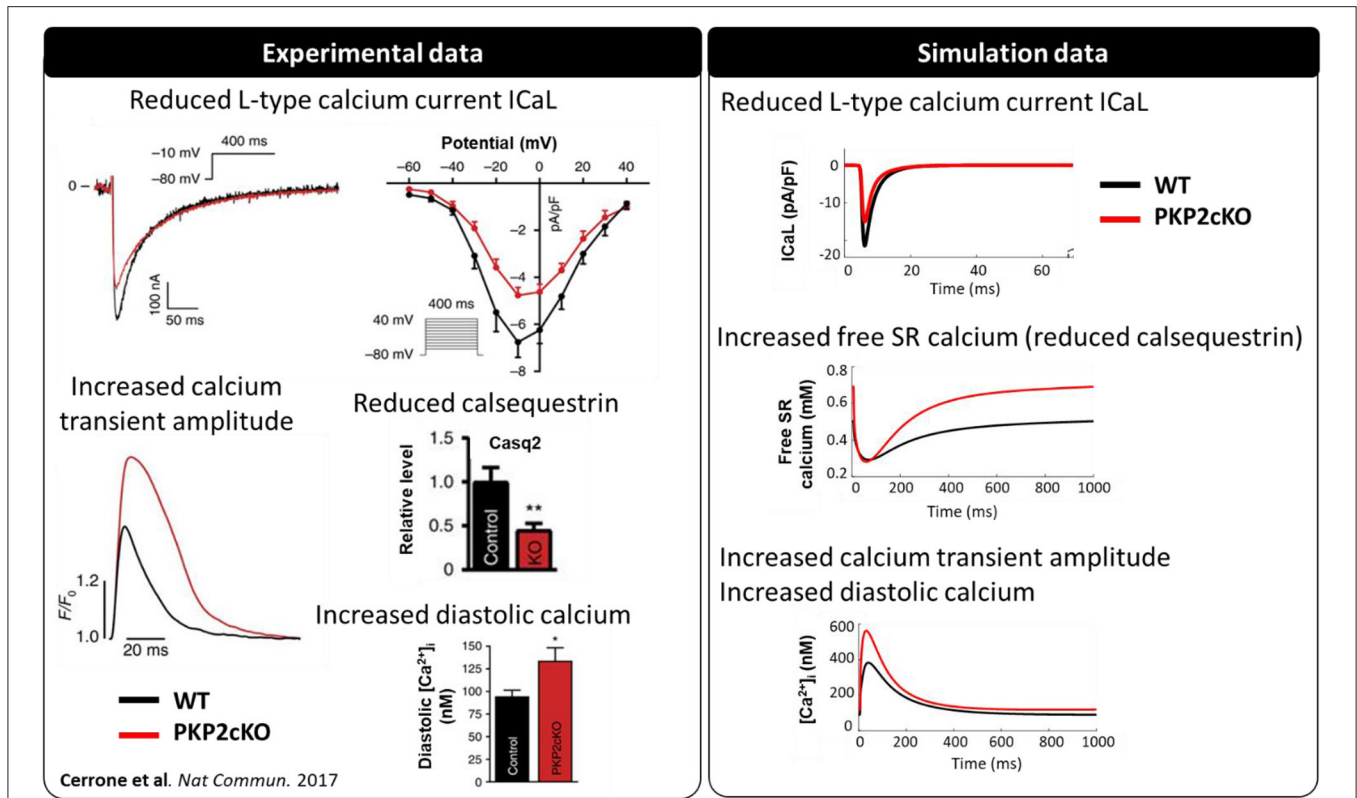 Experimental data
Reduced L-type calcium current ICaL
400 ms
−10 mV
−80 mV
0
100 nA
50 ms
Potential (mV)
−60 −40 −20 0 20 40
pA/pF
−2
−4
−6
−8
400 ms
40 mV
−80 mV
Increased calcium
transient amplitude
F/F0
1.2
1.0
20 ms
WT
PKP2cKO
Reduced calsequestrin
Casq2
Relative level
1.5
1.0
0.5
0
**
Control
KO
Increased diastolic calcium
Diastolic [Ca²⁺]i
(nM)
150
125
100
75
50
25
0
*
Control
PKP2cKO
Cerrone et al. Nat Commun. 2017
Simulation data
Reduced L-type calcium current ICaL
ICaL (pA/pF)
0
-10
-20
0 20 40 60
Time (ms)
WT
PKP2cKO
Increased free SR calcium (reduced calsequestrin)
Free SR
calcium (mM)
0.8
0.6
0.4
0.2
0 200 400 600 800 1000
Time (ms)
Increased calcium transient amplitude
Increased diastolic calcium
[Ca²⁺]i (nM)
600
400
200
0
0 200 400 600 800 1000
Time (ms)